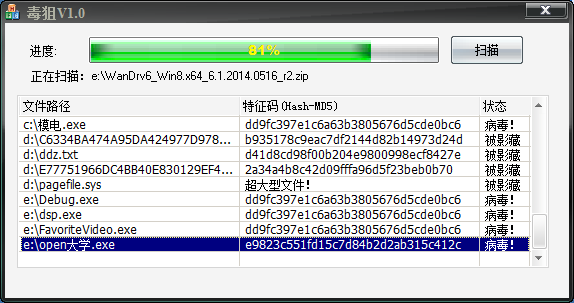 毒狙V1.0
进度： 81% 扫描
正在扫描： e:\WanDrv6_Win8.x64_6.1.2014.0516_r2.zip
文件路径 特征码(Hash-MD5) 状态
c:\模电.exe dd9fc397e1c6a63b3805676d5cde0bc6 病毒!
d:\C6334BA474A95DA424977D978... b935178c9eac7df2144d82b14973d24d 被影藏
d:\ddz.txt d41d8cd98f00b204e9800998ecf8427e 被影藏
d:\E77751966DC4BB40E830129EF4... 2a34a4b8c42d09fffa96d5f23beb0b70 被影藏
d:\pagefile.sys 超大型文件! 被影藏
e:\Debug.exe dd9fc397e1c6a63b3805676d5cde0bc6 病毒!
e:\dsp.exe dd9fc397e1c6a63b3805676d5cde0bc6 病毒!
e:\FavoriteVideo.exe dd9fc397e1c6a63b3805676d5cde0bc6 病毒!
e:\open大学.exe e9823c551fd15c7d84b2d2ab315c412c 病毒!